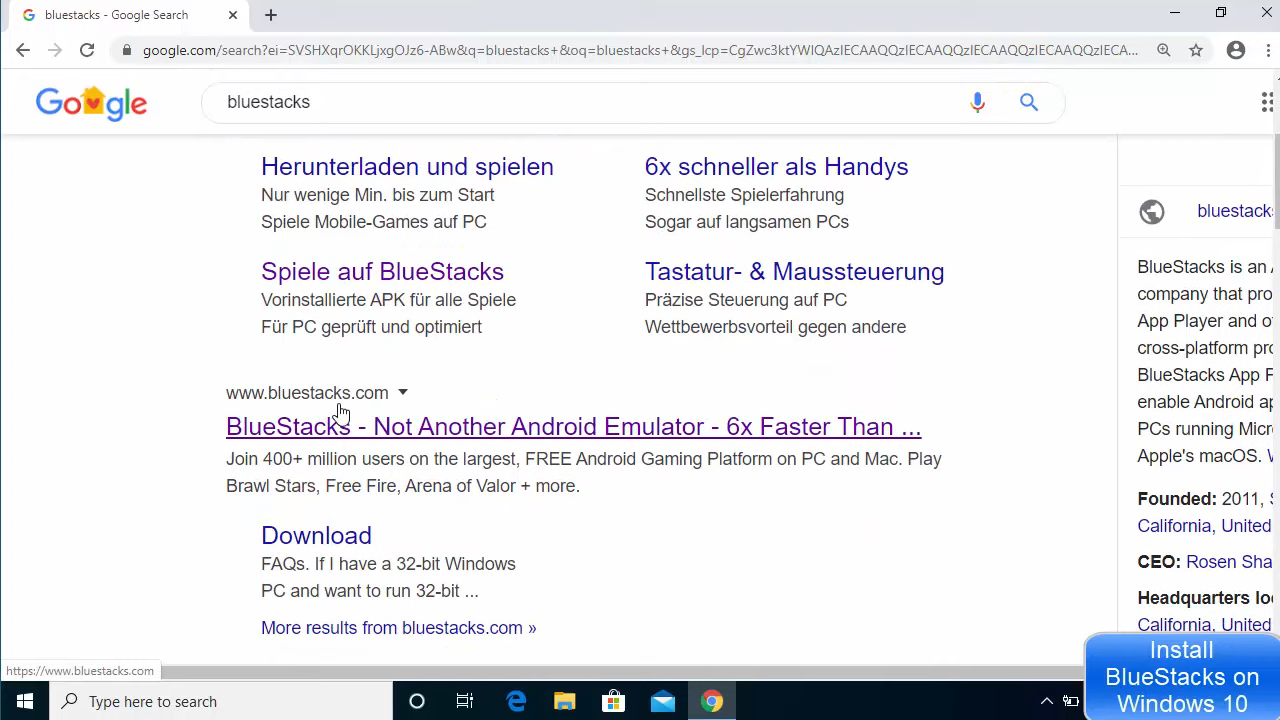 bluestacks - Google Search
google.com/search?ei=SVSHXqrOKKLjxgOJz6-ABw&q=bluestacks+&oq=bluestacks+&gs_lcp=CgZwc3ktYWIQAzIECAAQQzIECAAQQzIECAAQQzIECAAQQzIECA...
Google
bluestacks
Herunterladen und spielen
Nur wenige Min. bis zum Start
Spiele Mobile-Games auf PC
6x schneller als Handys
Schnellste Spielerfahrung
Sogar auf langsamen PCs
Spiele auf BlueStacks
Vorinstallierte APK für alle Spiele
Für PC geprüft und optimiert
Tastatur- & Maussteuerung
Präzise Steuerung auf PC
Wettbewerbsvorteil gegen andere
www.bluestacks.com
BlueStacks - Not Another Android Emulator - 6x Faster Than ...
Join 400+ million users on the largest, FREE Android Gaming Platform on PC and Mac. Play
Brawl Stars, Free Fire, Arena of Valor + more.
Download
FAQs. If I have a 32-bit Windows
PC and want to run 32-bit ...
More results from bluestacks.com »
bluestack
BlueStacks is an
company that pro
App Player and o
cross-platform pro
BlueStacks App
enable Android ap
PCs running Micr
Apple's macOS.
Founded: 2011,
California, United
CEO: Rosen Sha
Headquarters lo
California, United
https://www.bluestacks.com
Install
BlueStacks on
Windows 10
Type here to search